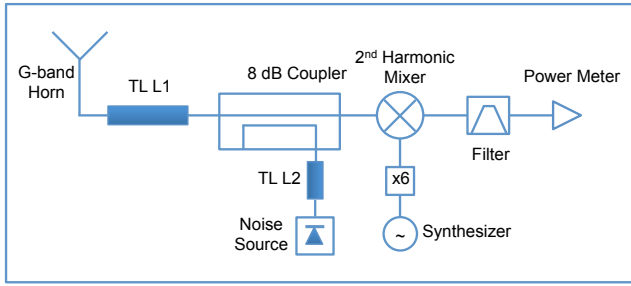 G-band
Horn
TL L1
8 dB Coupler
2nd Harmonic
Mixer
Power Meter
Filter
TL L2
x6
Noise
Source
~
Synthesizer